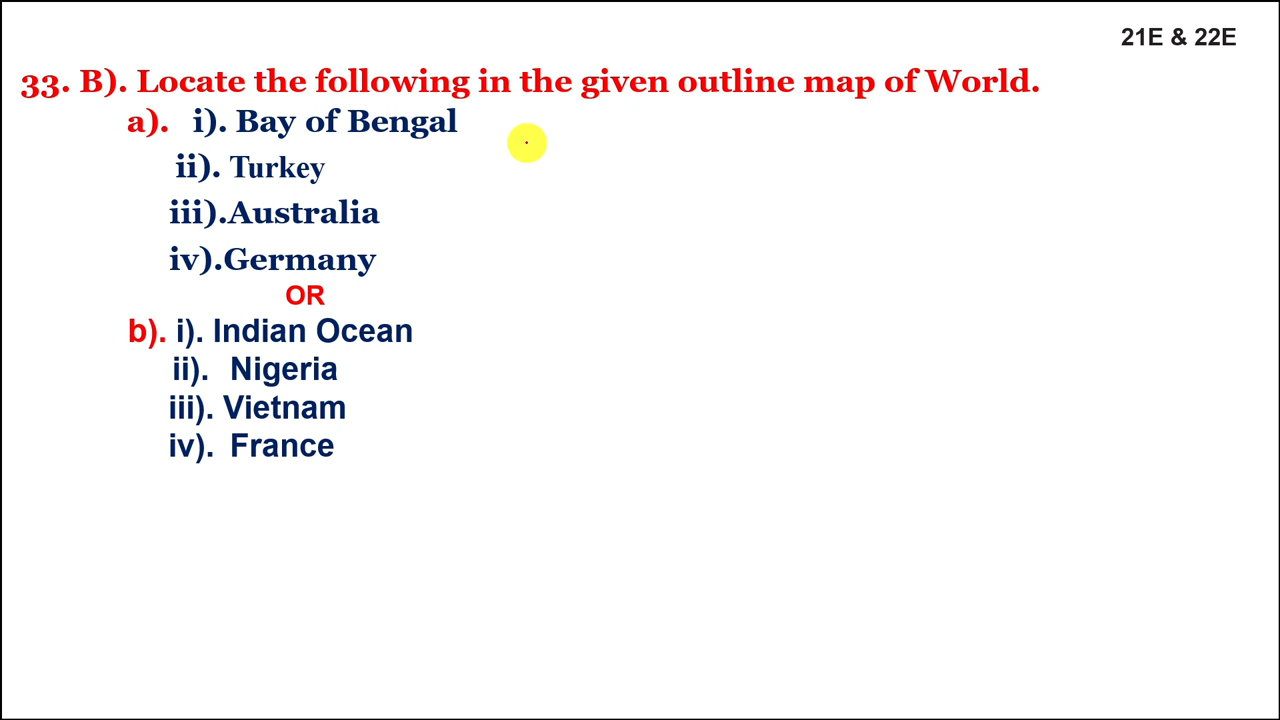 21E & 22E
33. B). Locate the following in the given outline map of World.
a). i). Bay of Bengal
ii). Turkey
iii).Australia
iv).Germany
OR
b). i). Indian Ocean
ii). Nigeria
iii). Vietnam
iv). France